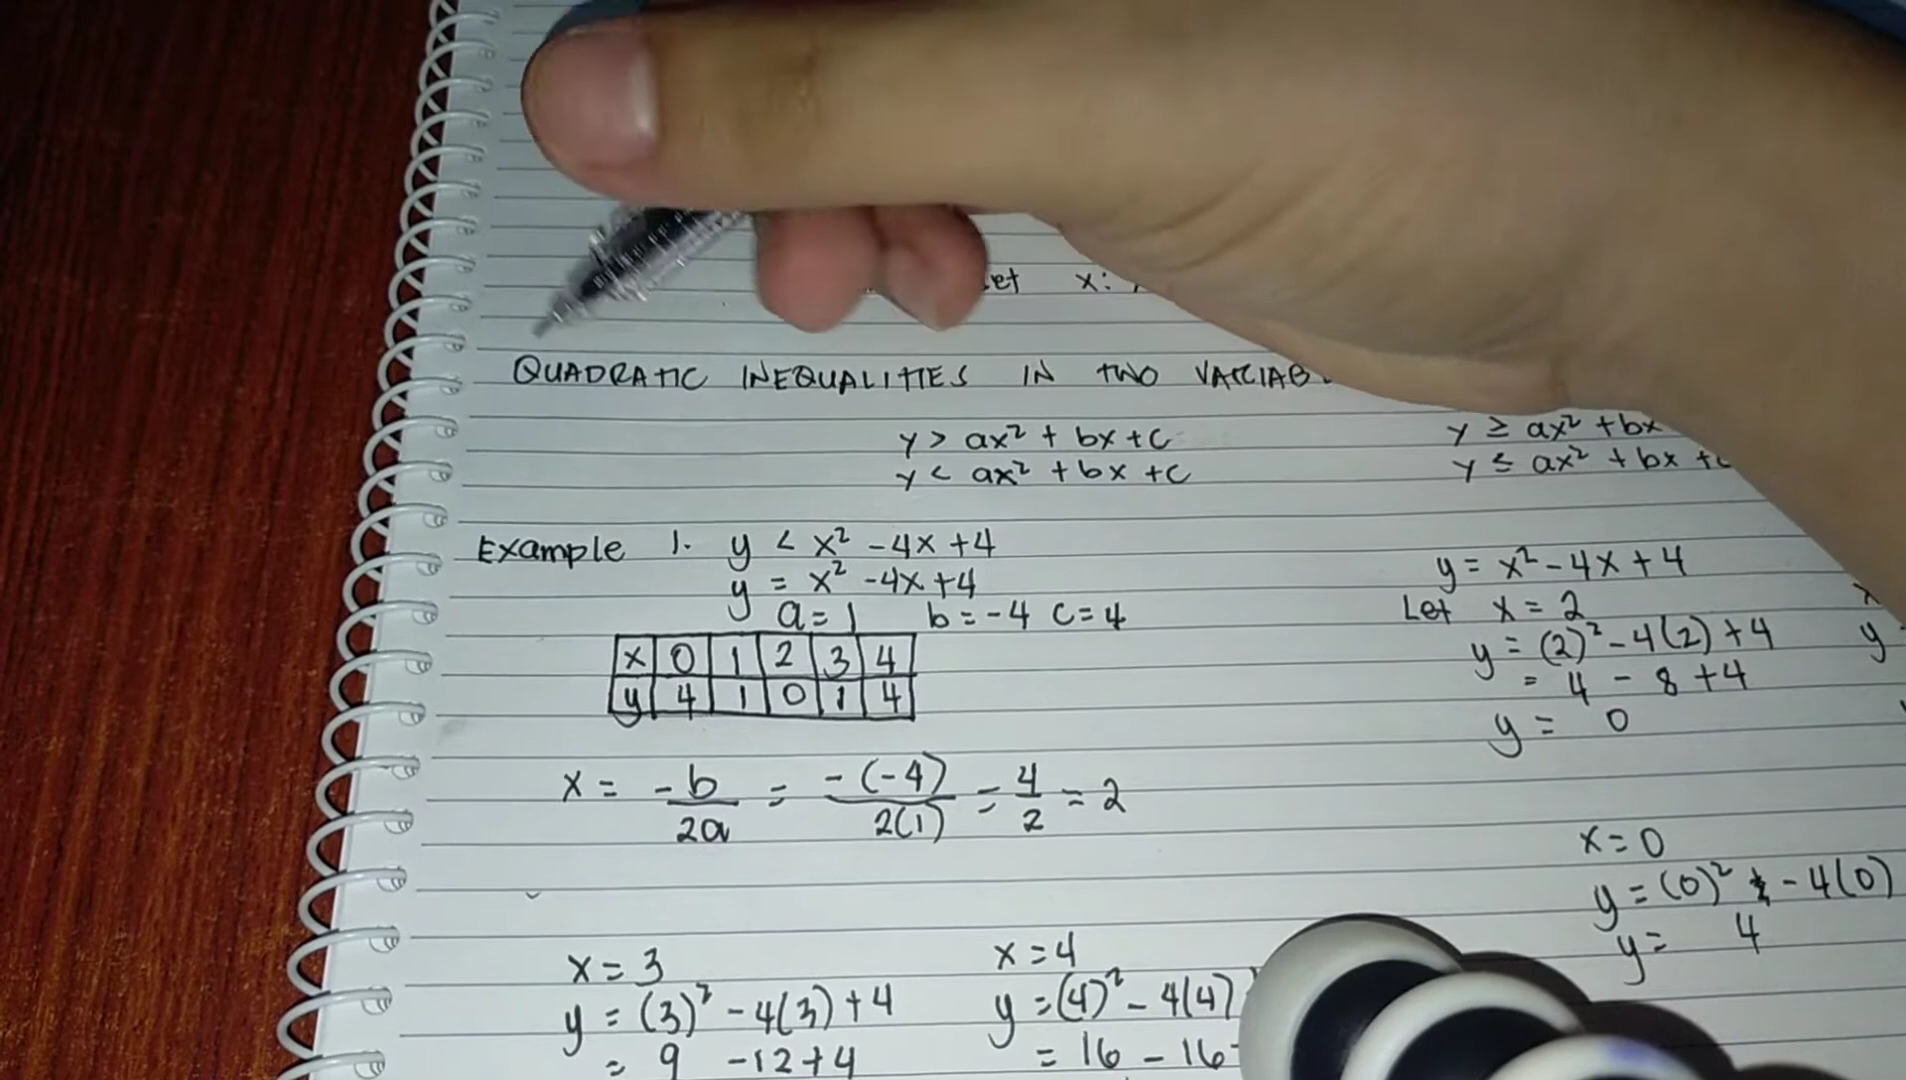 et x:
QUADRATIC INEQUALITIES IN TWO
y > ax² + bx + c
y < ax² + bx + c
y ≥ ax² + bx
y ≤ ax² + bx +
Example 1. y < x² - 4x + 4
y = x² - 4x + 4
a = 1 b = -4 c = 4
x 0 1 2 3 4
y 4 1 0 1 4
x = -b/2a = -(-4)/2(1) = 4/2 = 2
y = x² - 4x + 4
Let x = 2
y = (2)² - 4(2) + 4
= 4 - 8 + 4
y = 0
x
y
x = 0
y = (0)² - 4(0)
y = 4
x = 3
y = (3)² - 4(3) + 4
= 9 - 12 + 4
x = 4
y = (4)² - 4(4)
= 16 - 16